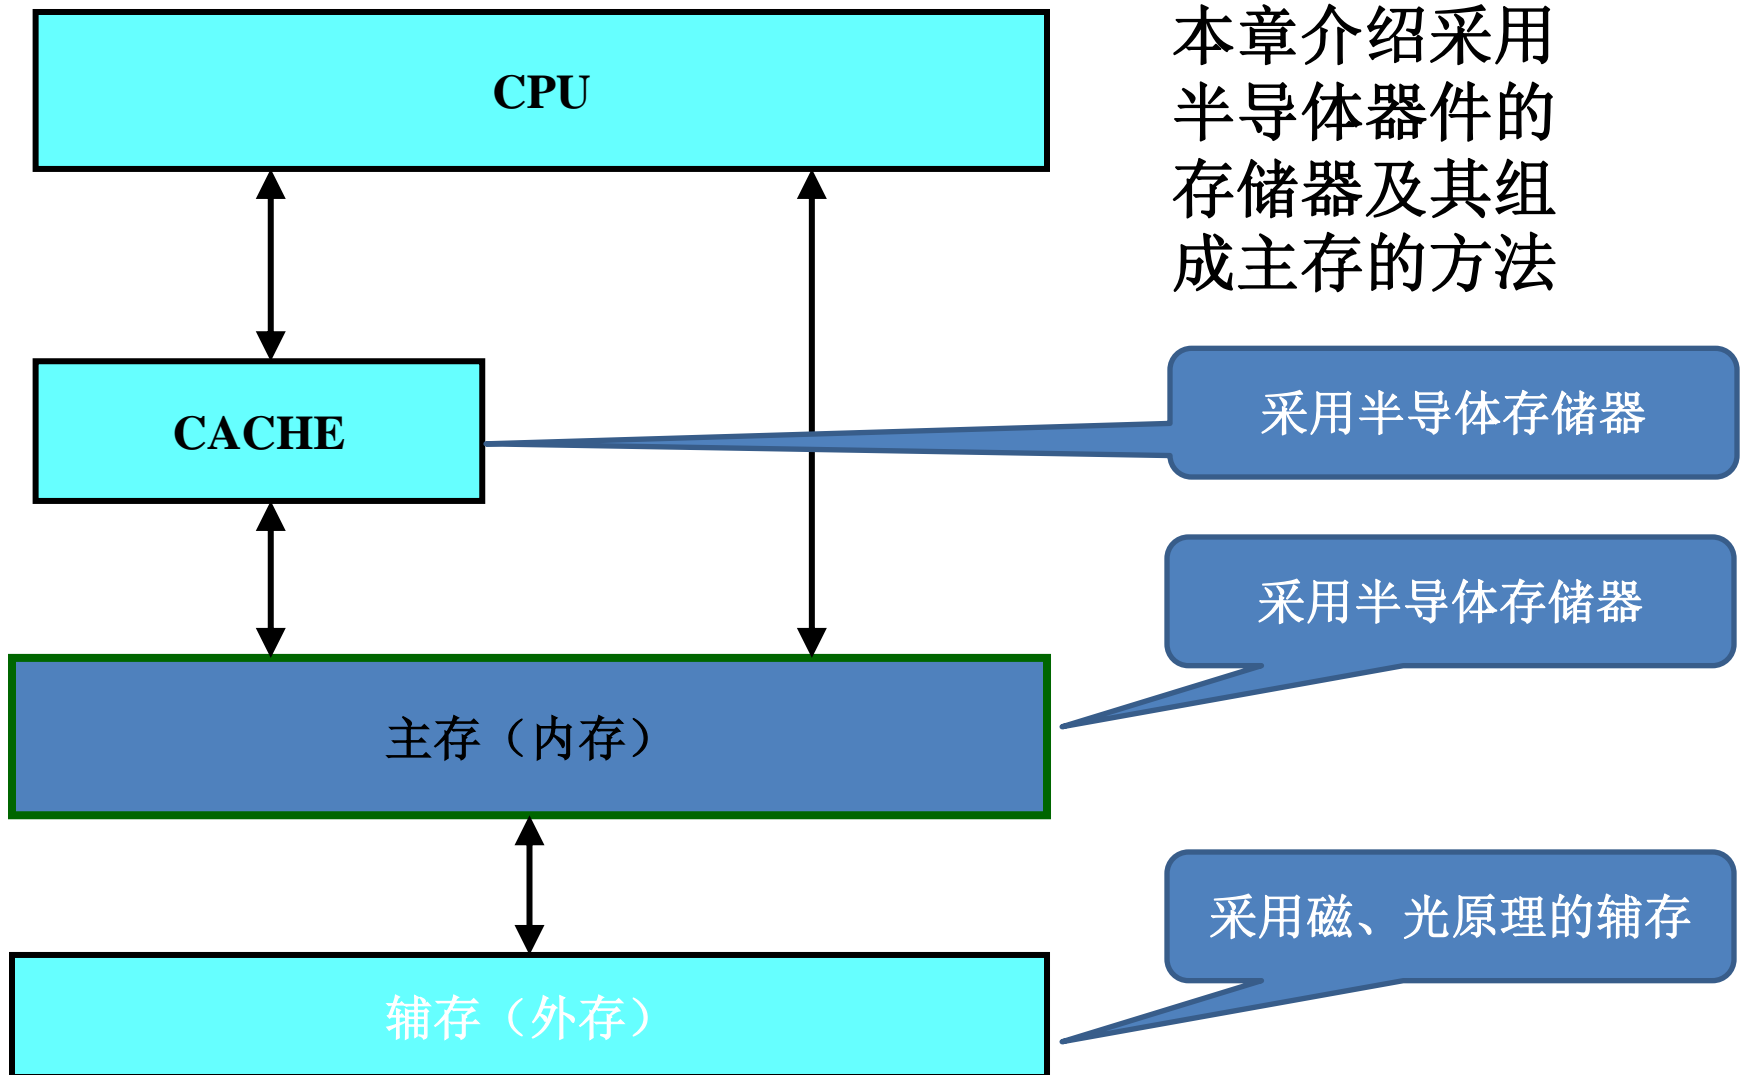 CPU
本章介绍采用
半导体器件的
存储器及其组
成主存的方法
CACHE
采用半导体存储器
采用半导体存储器
主存（内存）
采用磁、光原理的辅存
辅存（外存）